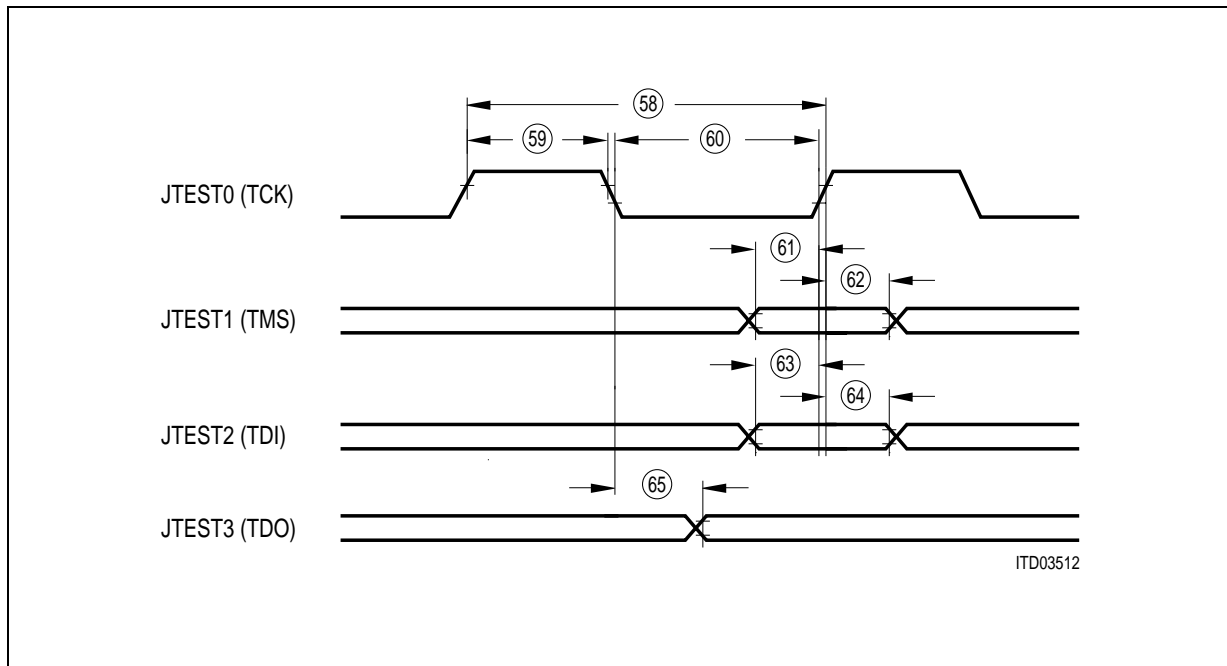 58
59
60
JTEST0 (TCK)
61
62
JTEST1 (TMS)
63
64
JTEST2 (TDI)
65
JTEST3 (TDO)
ITD03512